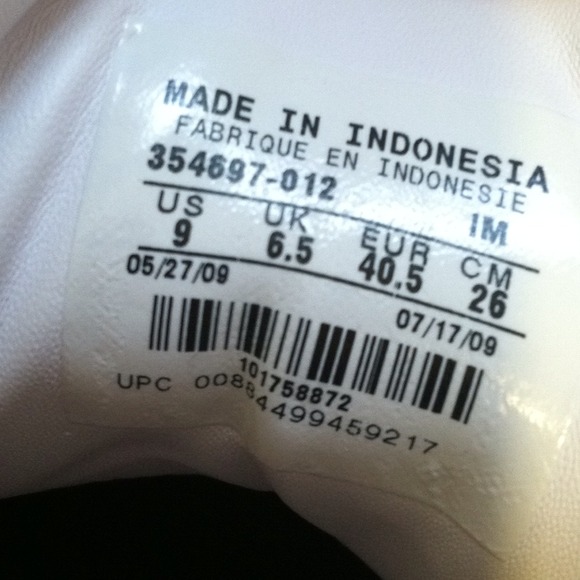 MADE IN INDONESIA
FABRIQUE EN INDONESIE
354697-012 1M
US UK EUR CM
9 6.5 40.5 26
05/27/09 07/17/09
101758872
UPC 00884499459217